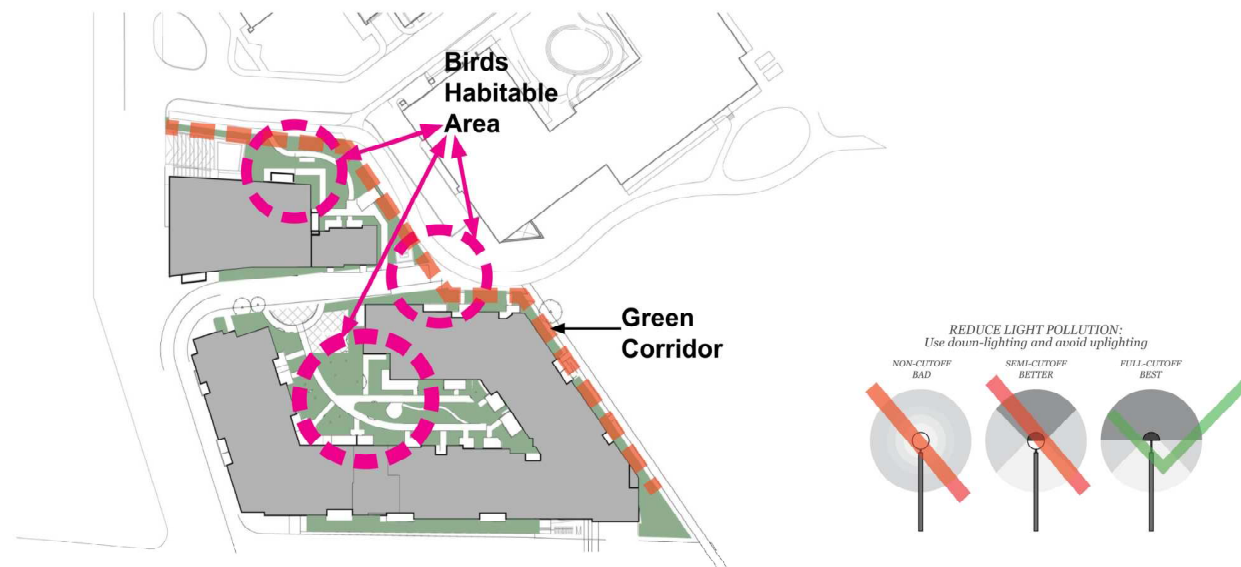 Birds
Habitable
Area
Green
Corridor
REDUCE LIGHT POLLUTION:
Use down-lighting and avoid uplighting
NON-CUTOFF
BAD
SEMI-CUTOFF
BETTER
FULL-CUTOFF
BEST